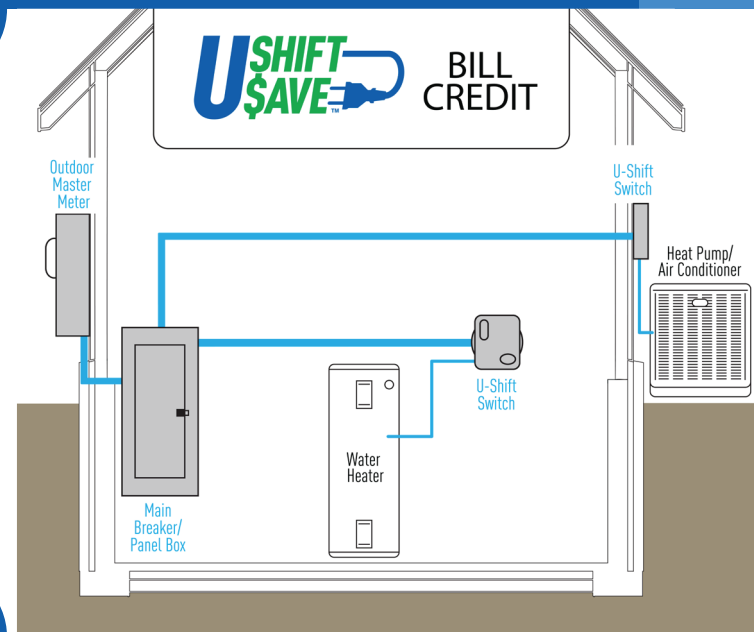 USHIFT
$AVE™
BILL
CREDIT
Outdoor
Master
Meter
U-Shift
Switch
Heat Pump/
Air Conditioner
U-Shift
Switch
Water
Heater
Main
Breaker/
Panel Box